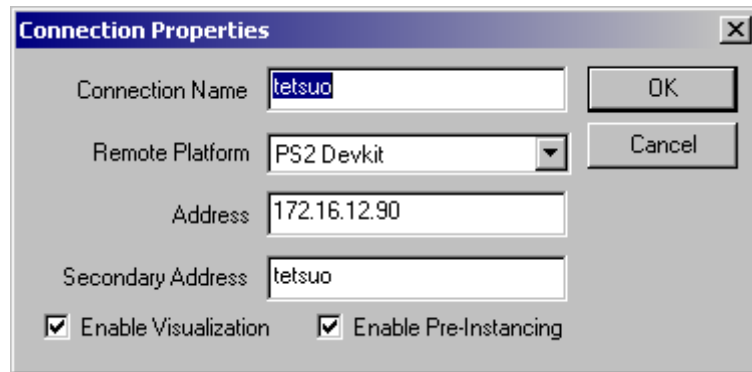 Connection Properties
Connection Name tetsuo OK
Remote Platform PS2 Devkit Cancel
Address 172.16.12.90
Secondary Address tetsuo
Enable Visualization Enable Pre-Instancing